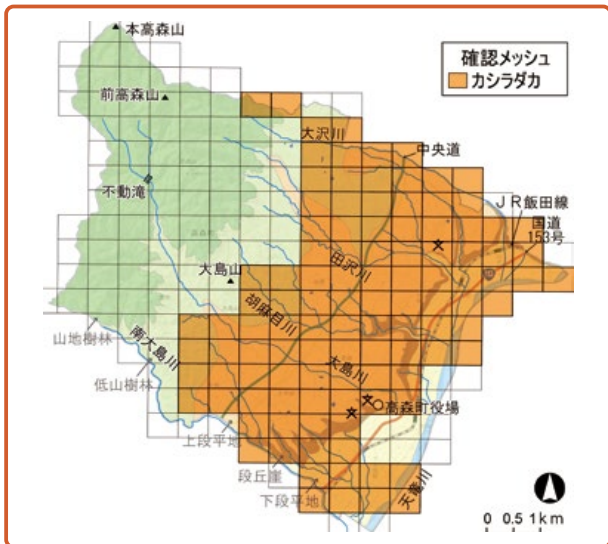 本高森山
前高森山
確認メッシュ
カシラダカ
大沢川
中央道
不動滝
JR飯田線
国道
153号
田沢川
大島山
胡麻目川
山地樹林
南大島川
大島川
低山樹林
高森町役場
上段平地
段丘崖
下段平地
天竜川
0 0.5 1km